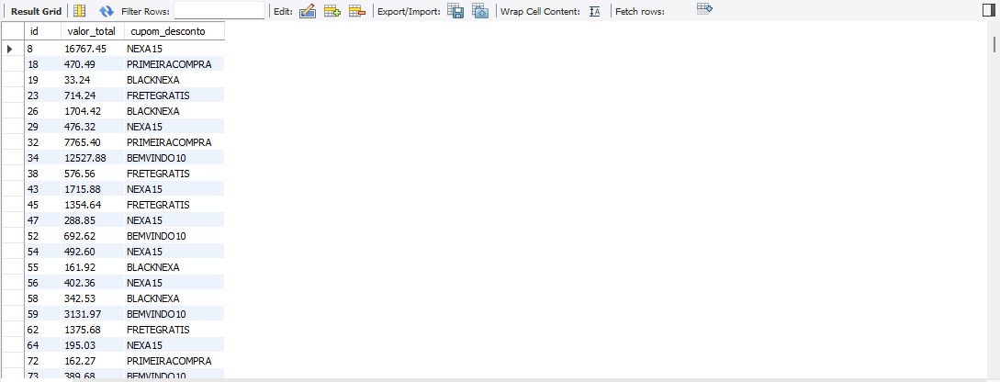 Result Grid Filter Rows: Edit: Export/Import: Wrap Cell Content: IA Fetch rows:
id valor_total cupom_desconto
8 16767.45 NEXA15
18 470.49 PRIMEIRACOMPRA
19 33.24 BLACKNEXA
23 714.24 FRETEGRATIS
26 1704.42 BLACKNEXA
29 476.32 NEXA15
32 7765.40 PRIMEIRACOMPRA
34 12527.88 BEMVINDO10
38 576.56 FRETEGRATIS
43 1715.88 NEXA15
45 1354.64 FRETEGRATIS
47 288.85 NEXA15
52 692.62 BEMVINDO10
54 492.60 NEXA15
55 161.92 BLACKNEXA
56 402.36 NEXA15
58 342.53 BLACKNEXA
59 3131.97 BEMVINDO10
62 1375.68 FRETEGRATIS
64 195.03 NEXA15
72 162.27 PRIMEIRACOMPRA
73 389.68 BEMVINDO10